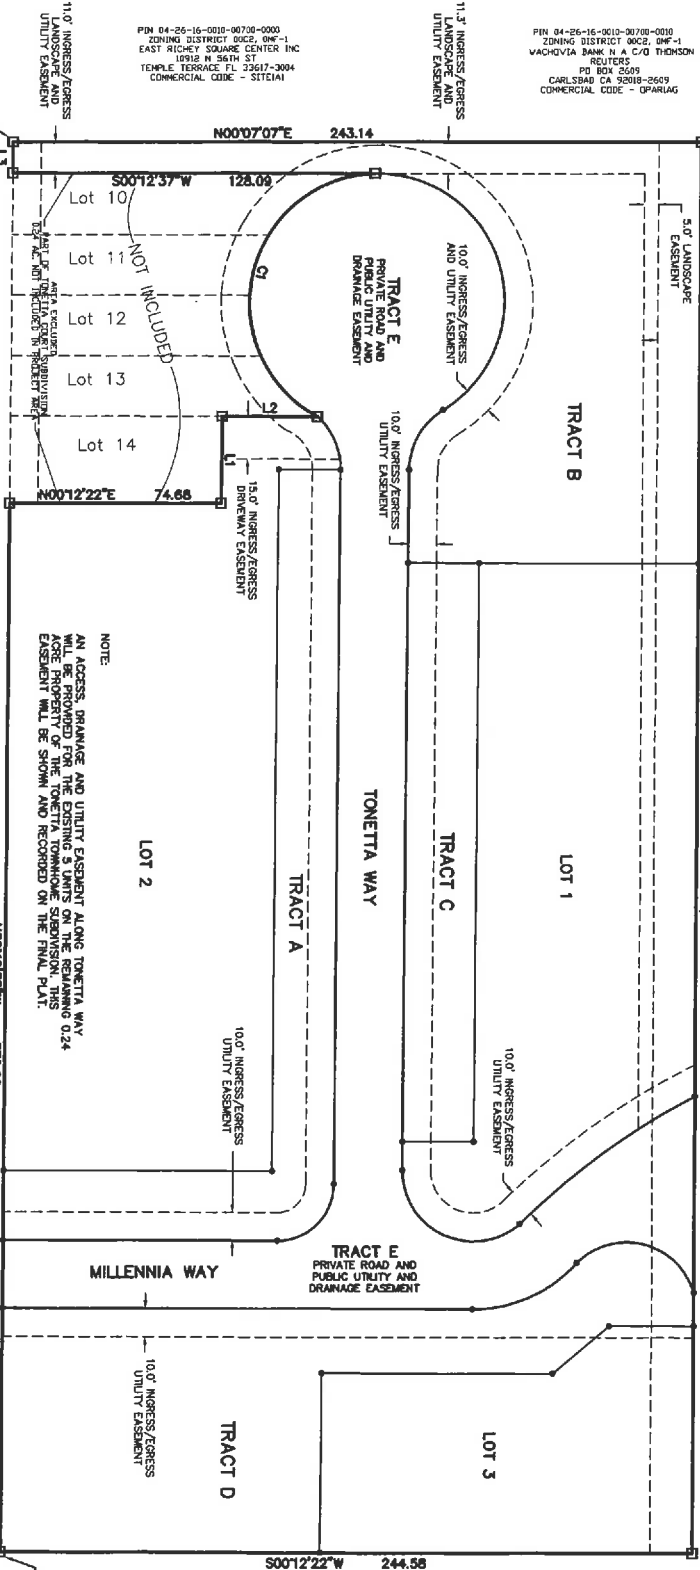 PIN 04-26-16-0010-00700-0000
ZONING DISTRICT 00C2, 0MF-1
EAST RICHEY SQUARE CENTER INC
10912 N 56TH ST
TEMPLE TERRACE FL 33617-3004
COMMERCIAL CODE - SITE1A1
PIN 04-26-16-0010-00700-0010
ZONING DISTRICT 00C2, 0MF-1
WACHOVIA BANK N A C/O THOMSON
REUTERS
PO BOX 2609
CARLSBAD CA 92018-2609
COMMERCIAL CODE - OPAR1AG
11.0' INGRESS/EGRESS
LANDSCAPE AND
UTILITY EASEMENT
11.3' INGRESS/EGRESS
LANDSCAPE AND
UTILITY EASEMENT
N00°07'07"E 243.14
S00°12'37"W 128.09
L3
5.0' LANDSCAPE
EASEMENT
Lot 10
Lot 11
Lot 12
Lot 13
Lot 14
NOT INCLUDED
AREA EXCLUDED
PART OF TONETTA COURT SUBDIVISION
0.24 AC. NOT INCLUDED IN PROJECT AREA
C1
TRACT E
PRIVATE ROAD AND
PUBLIC UTILITY AND
DRAINAGE EASEMENT
10.0' INGRESS/EGRESS
AND UTILITY EASEMENT
TRACT B
L2
L1
10.0' INGRESS/EGRESS
UTILITY EASEMENT
15.0' INGRESS/EGRESS
DRIVEWAY EASEMENT
N00°12'22"E 74.68
NOTE:
AN ACCESS, DRAINAGE AND UTILITY EASEMENT ALONG TONETTA WAY
WILL BE PROVIDED FOR THE EXISTING 5 UNITS ON THE REMAINING 0.24
ACRE PROPERTY OF THE TONETTA TOWNHOME SUBDIVISION. THIS
EASEMENT WILL BE SHOWN AND RECORDED ON THE FINAL PLAT.
LOT 2
TRACT A
TONETTA WAY
TRACT C
LOT 1
10.0' INGRESS/EGRESS
UTILITY EASEMENT
10.0' INGRESS/EGRESS
UTILITY EASEMENT
MILLENNIA WAY
TRACT E
PRIVATE ROAD AND
PUBLIC UTILITY AND
DRAINAGE EASEMENT
10.0' INGRESS/EGRESS
UTILITY EASEMENT
TRACT D
LOT 3
S00°12'22"W 244.58